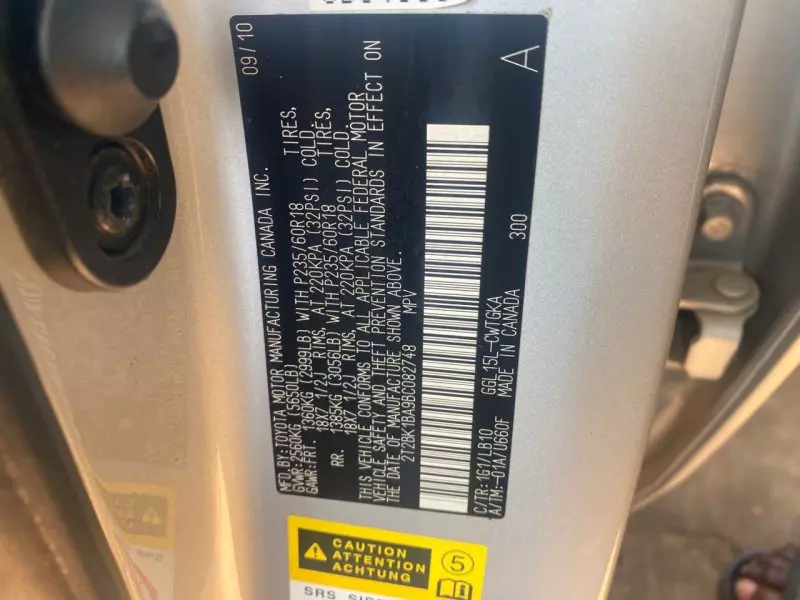 MFD.BY:TOYOTA MOTOR MANUFACTURING CANADA INC. 09/10
GVWR:2560KG(5650LB)
GAWR:FRT. 1360KG (2999LB) WITH P235/60R18 TIRES,
18X7 1/2J RIMS, AT 220KPA (32PSI) COLD.
RR. 1385KG (3056LB) WITH P235/60R18 TIRES,
18X7 1/2J RIMS, AT 220KPA (32PSI) COLD.
THIS VEHICLE CONFORMS TO ALL APPLICABLE FEDERAL MOTOR
VEHICLE SAFETY AND THEFT PREVENTION STANDARDS IN EFFECT ON
THE DATE OF MANUFACTURE SHOWN ABOVE.
2T2BK1BA9BC082748 MPV
C/TR:1G1/LB10 GGL15L-CWTGKA 300 A
A/TM:-01A/U660F MADE IN CANADA
CAUTION
ATTENTION
ACHTUNG
5
SRS